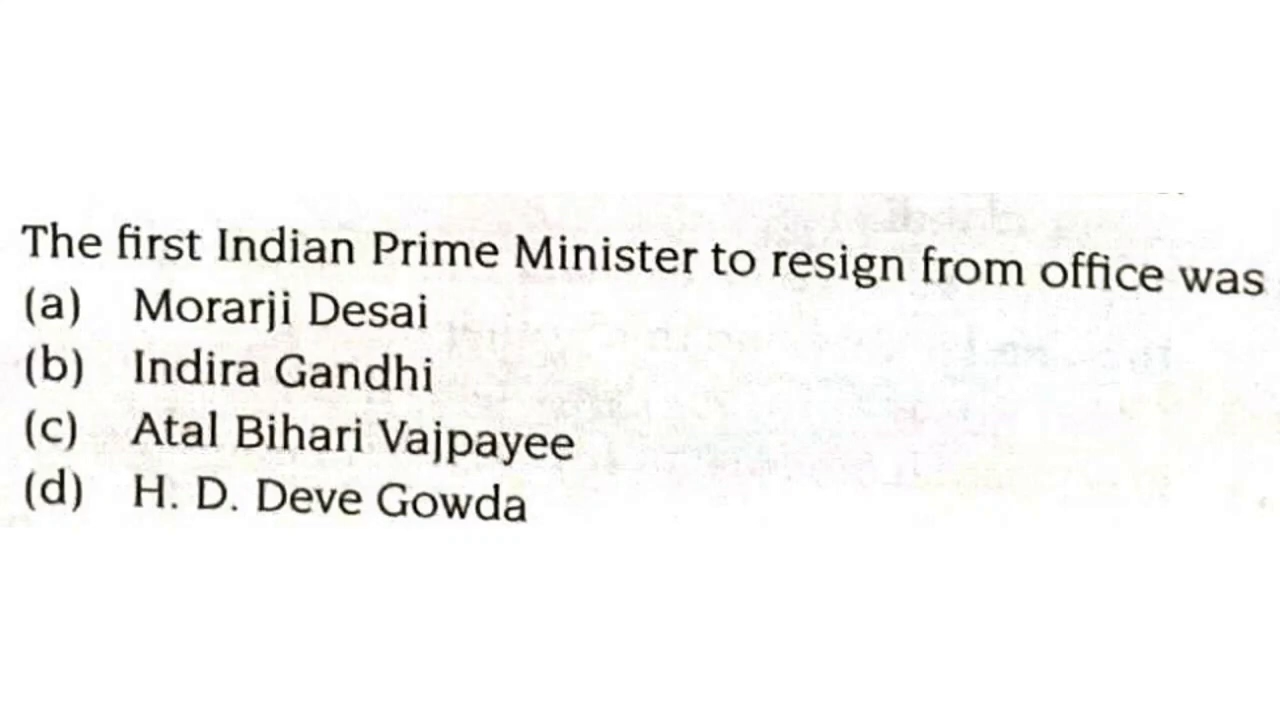 The first Indian Prime Minister to resign from office was
(a) Morarji Desai
(b) Indira Gandhi
(c) Atal Bihari Vajpayee
(d) H. D. Deve Gowda